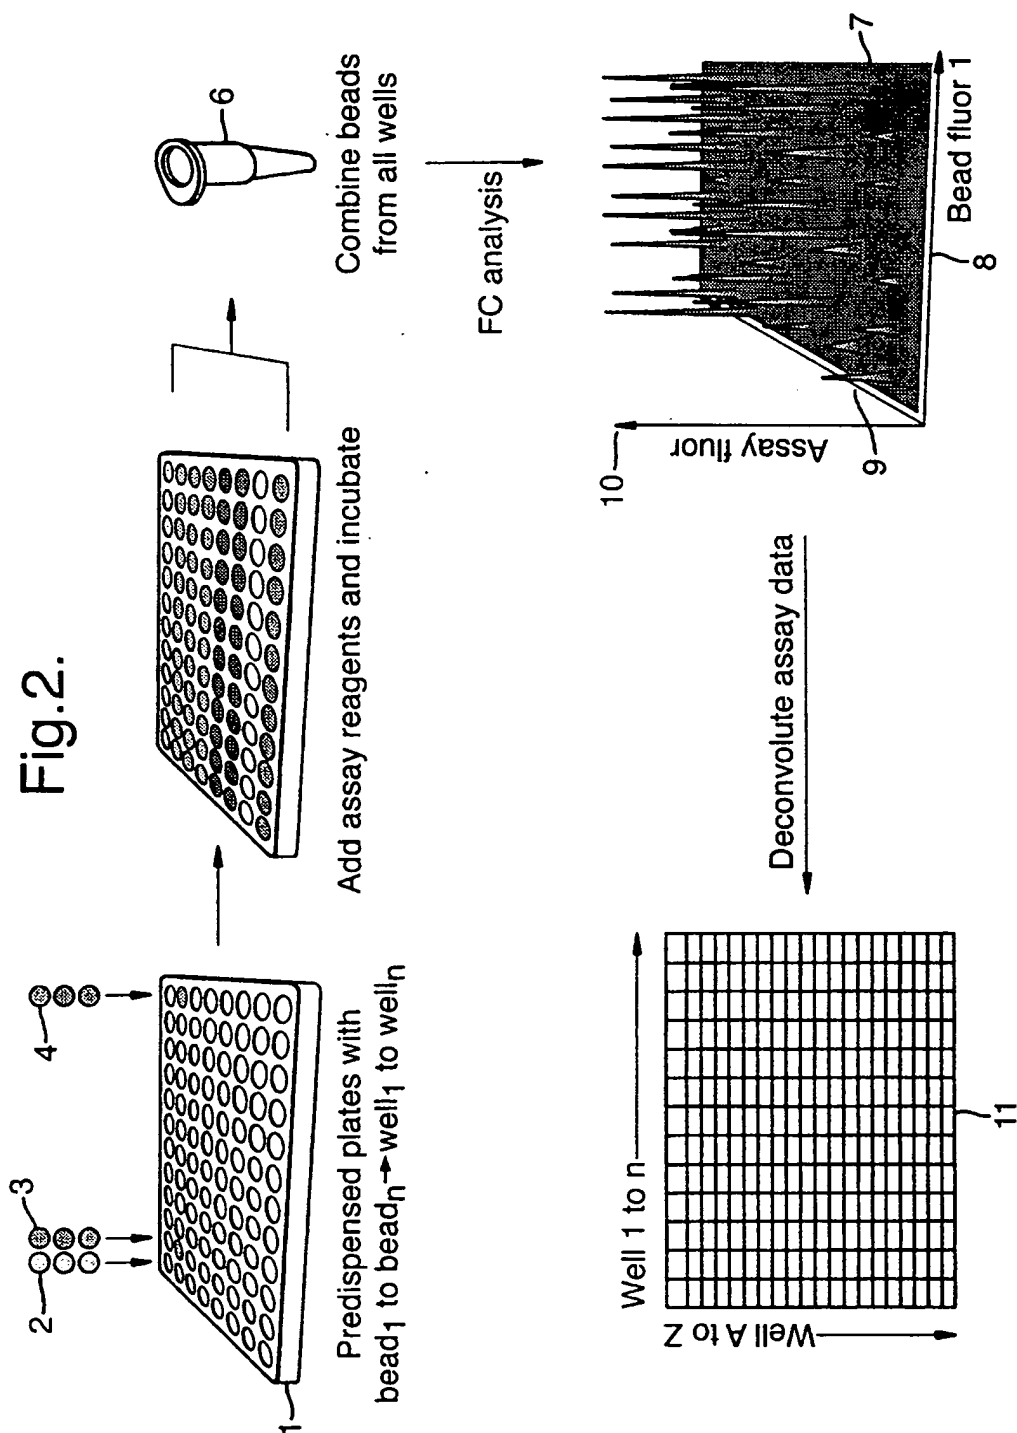 Fig.2.
2
3
4
1
Predispensed plates with
bead1 to bead n → well1 to well n
Add assay reagents and incubate
6
Combine beads
from all wells
FC analysis
10
Assay fluor
9
7
Bead fluor 1
8
Deconvolute assay data
Well 1 to n
Well A to Z
11